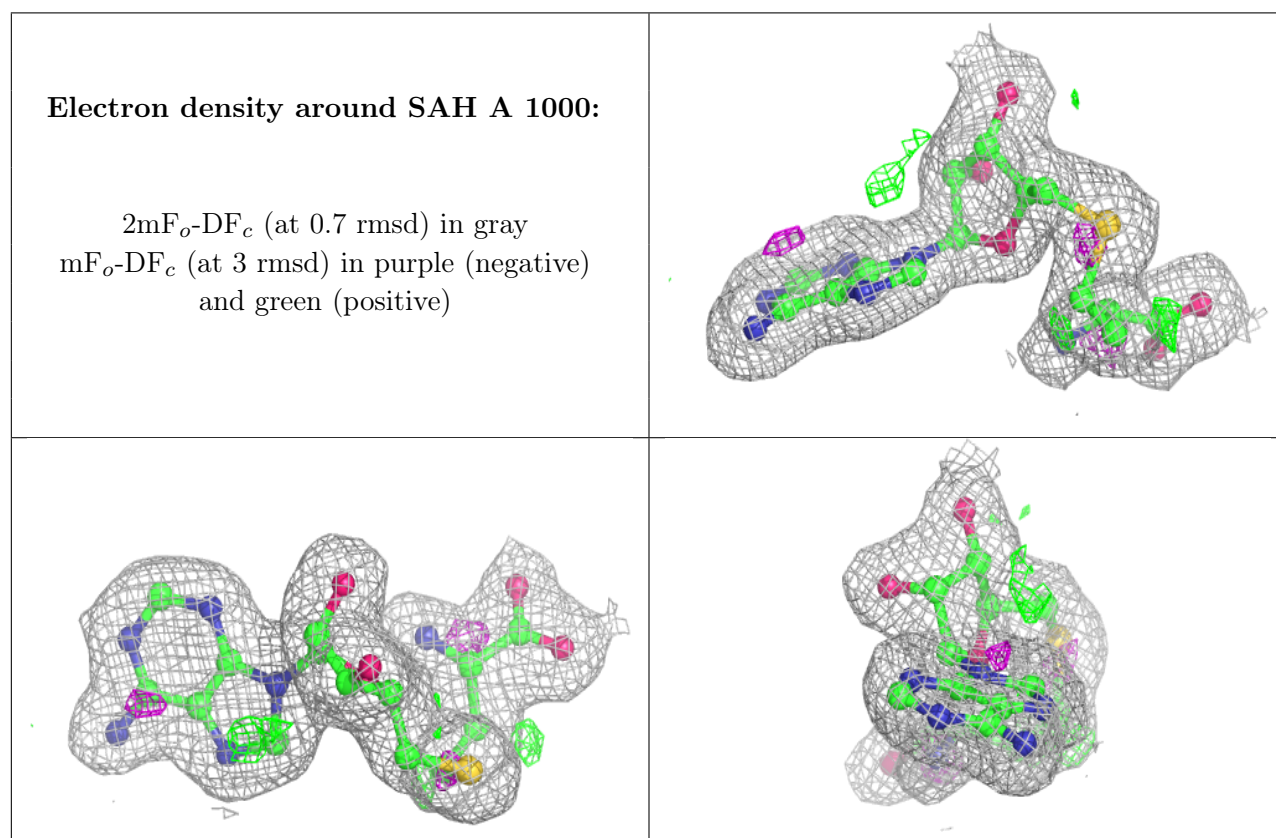 Electron density around SAH A 1000:
2mFₒ-DF𝒸 (at 0.7 rmsd) in gray
mFₒ-DF𝒸 (at 3 rmsd) in purple (negative)
and green (positive)